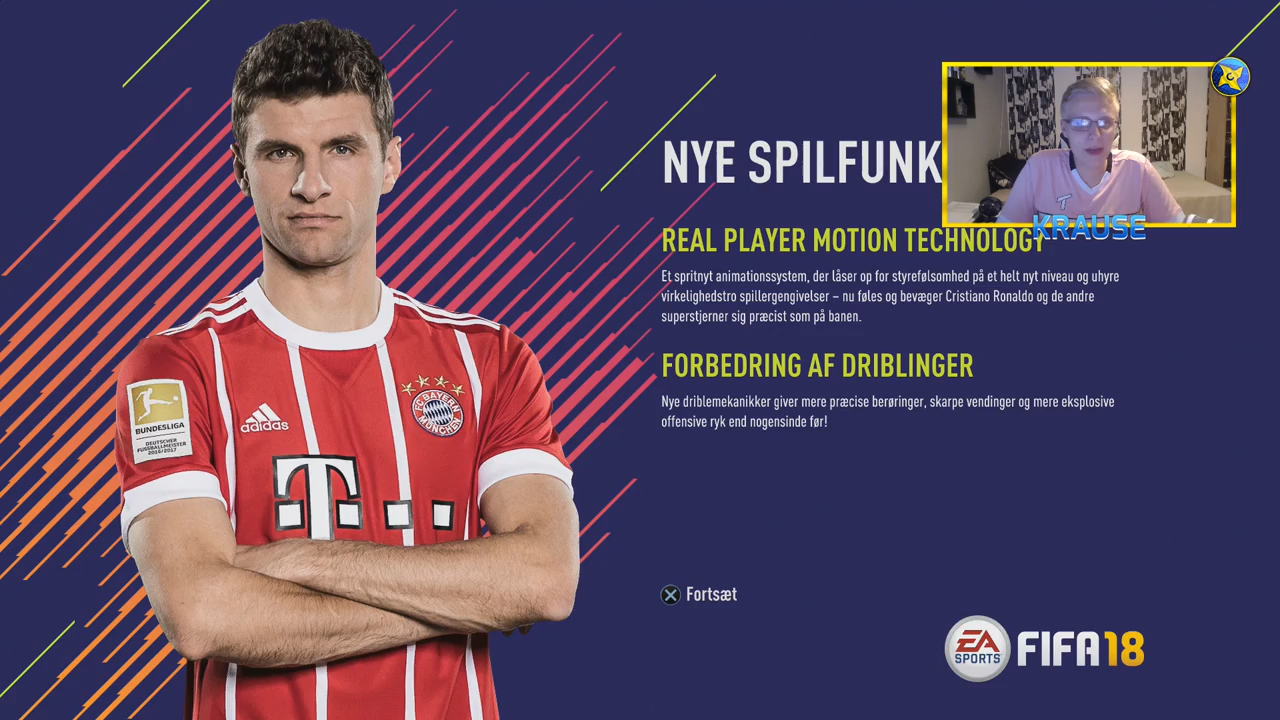 NYE SPILFUNK
KRAUSE
REAL PLAYER MOTION TECHNOLOGY
Et spritnyt animationssystem, der låser op for styrefølsomhed på et helt nyt niveau og uhyre
virkelighedstro spillergengivelser – nu føles og bevæger Cristiano Ronaldo og de andre
superstjerner sig præcist som på banen.
FORBEDRING AF DRIBLINGER
Nye driblemekanikker giver mere præcise berøringer, skarpe vendinger og mere eksplosive
offensive ryk end nogensinde før!
BUNDESLIGA
DEUTSCHER
FUSSBALLMEISTER
2016/2017
adidas
FC BAYERN
MÜNCHEN
T
Fortsæt
EA
SPORTS
FIFA 18